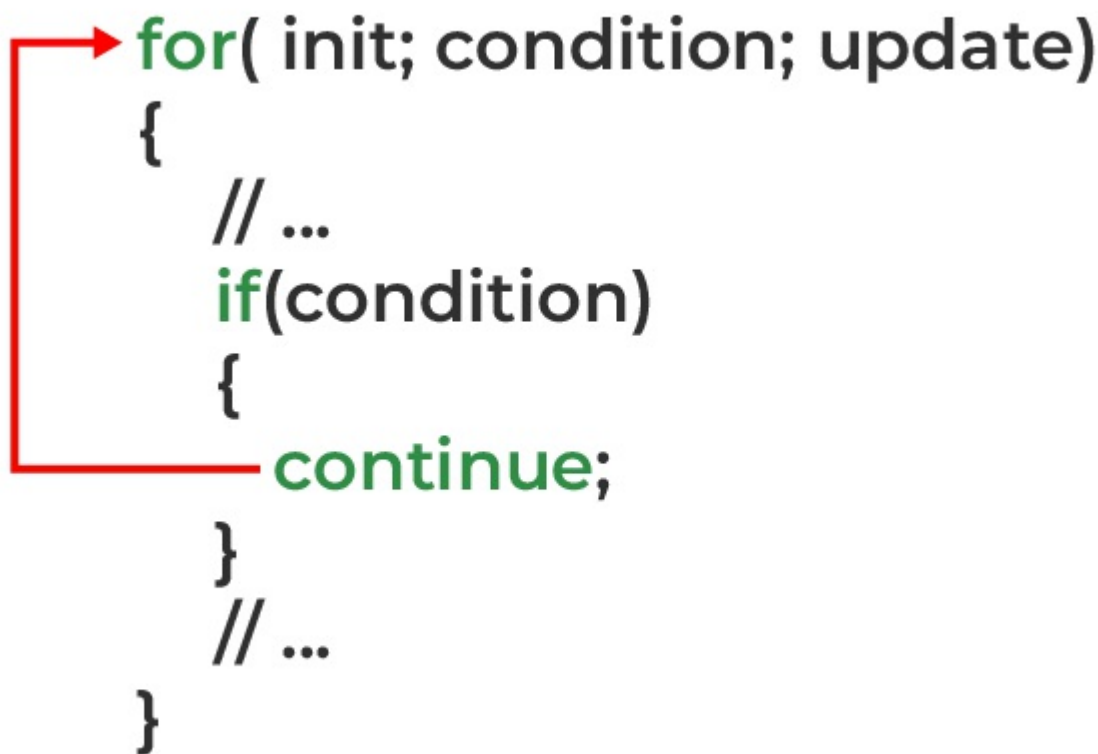 for( init; condition; update)
{
// ...
if(condition)
{
continue;
}
// ...
}